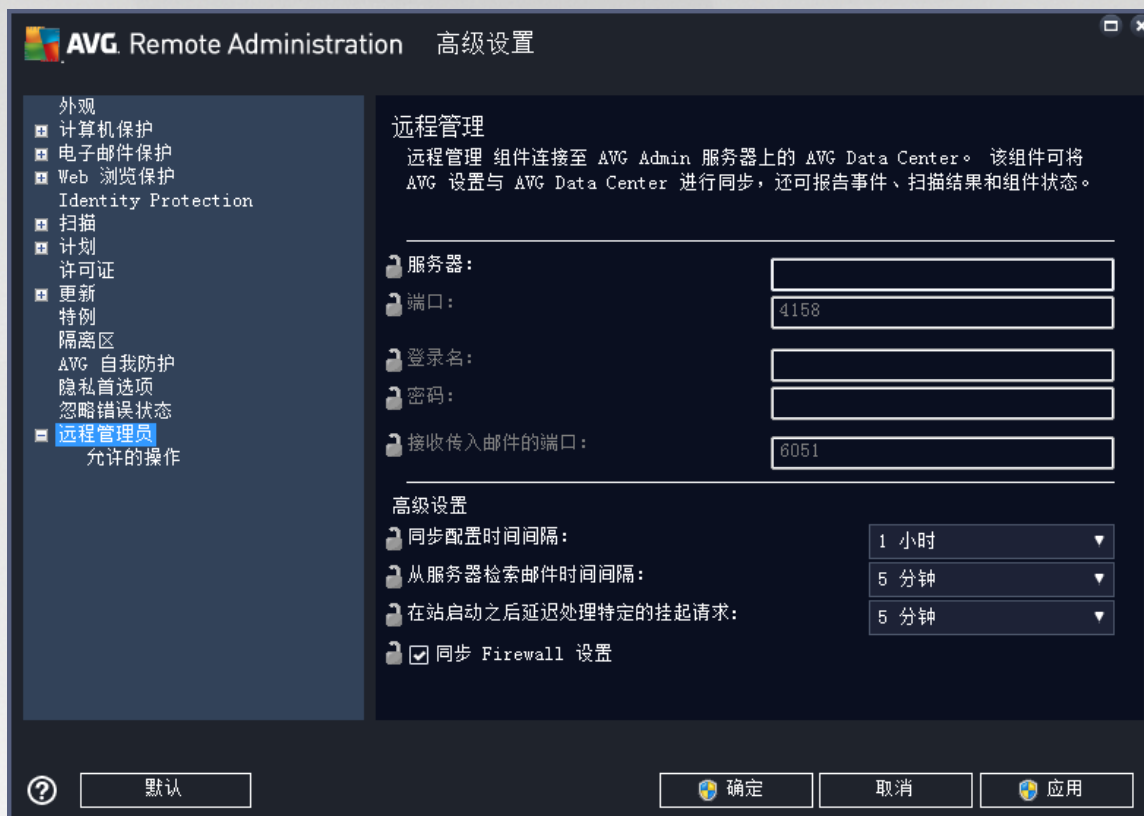 AVG. Remote Administration 高级设置
外观
计算机保护
电子邮件保护
Web 浏览保护
Identity Protection
扫描
计划
许可证
更新
特例
隔离区
AVG 自我防护
隐私首选项
忽略错误状态
远程管理员
允许的操作
远程管理
远程管理 组件连接至 AVG Admin 服务器上的 AVG Data Center。 该组件可将
AVG 设置与 AVG Data Center 进行同步，还可报告事件、扫描结果和组件状态。
服务器：
端口： 4158
登录名：
密码：
接收传入邮件的端口： 6051
高级设置
同步配置时间间隔： 1 小时
从服务器检索邮件时间间隔： 5 分钟
在站启动之后延迟处理特定的挂起请求： 5 分钟
同步 Firewall 设置
默认 确定 取消 应用